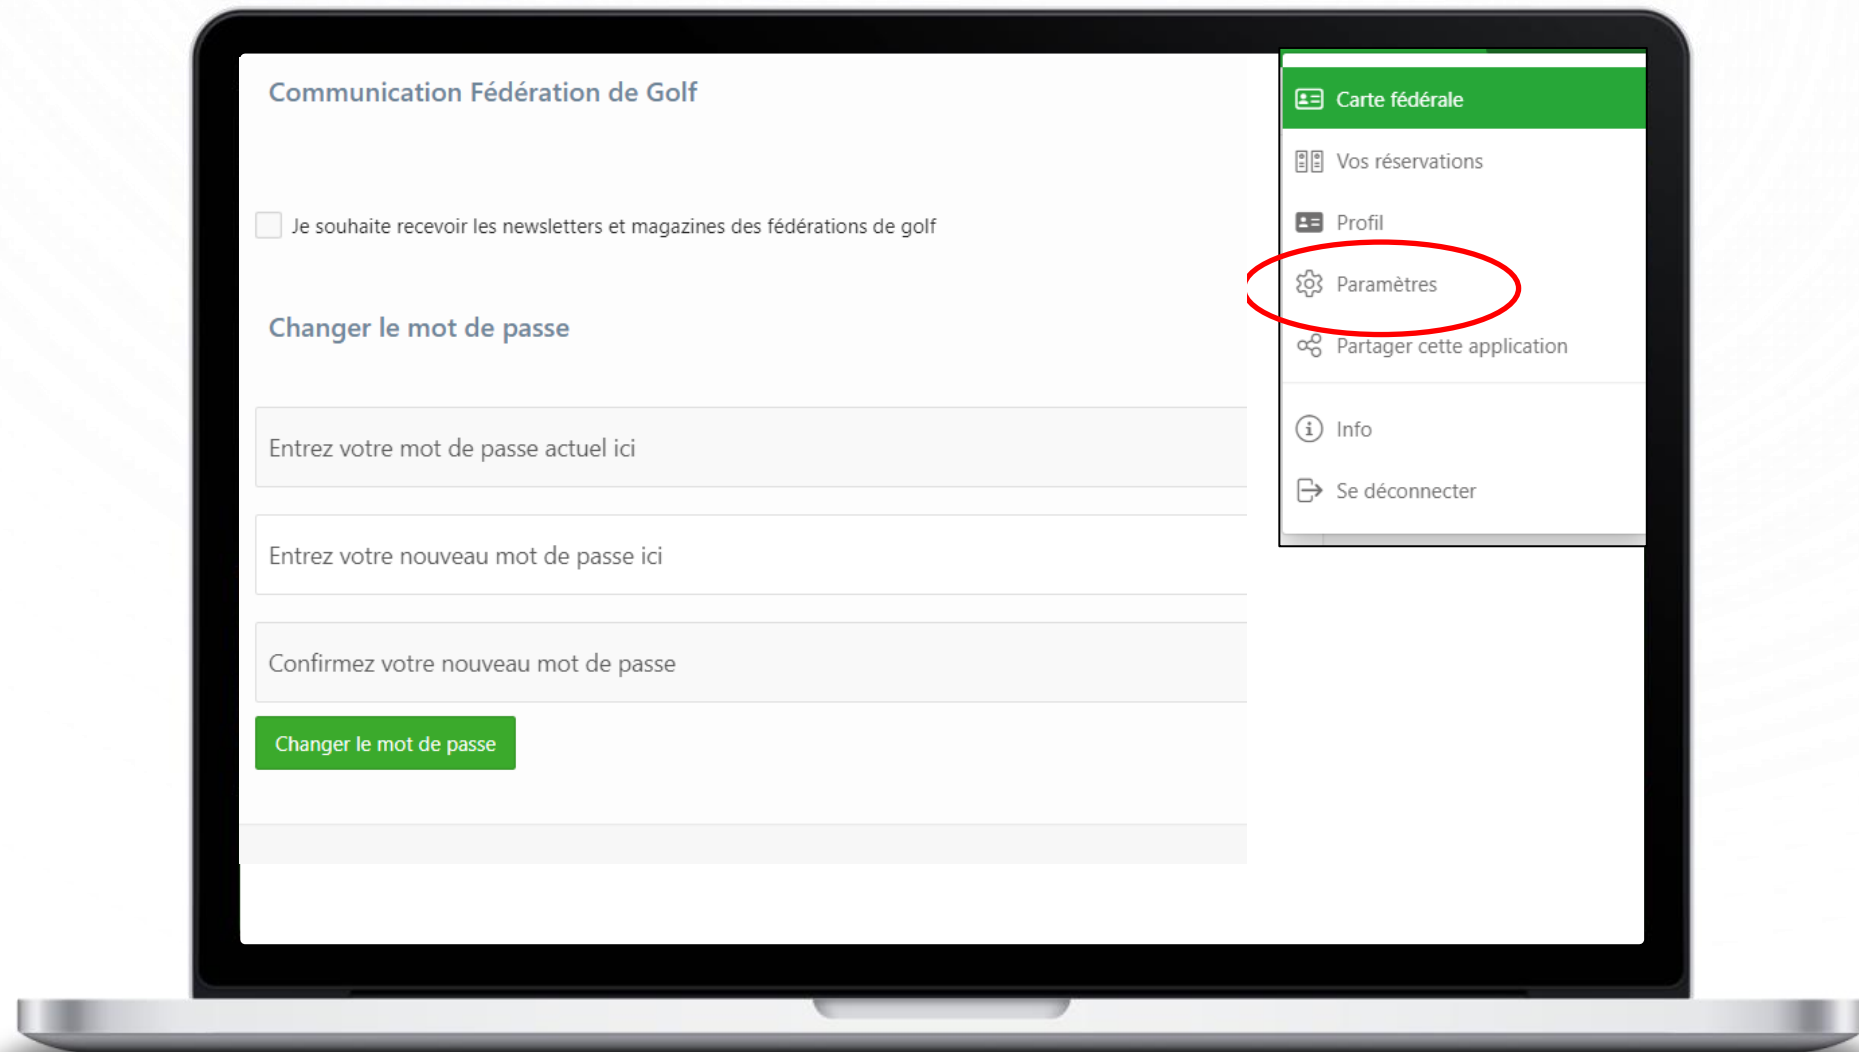 Communication Fédération de Golf
Je souhaite recevoir les newsletters et magazines des fédérations de golf
Changer le mot de passe
Entrez votre mot de passe actuel ici
Entrez votre nouveau mot de passe ici
Confirmez votre nouveau mot de passe
Changer le mot de passe
Carte fédérale
Vos réservations
Profil
Paramètres
Partager cette application
Info
Se déconnecter